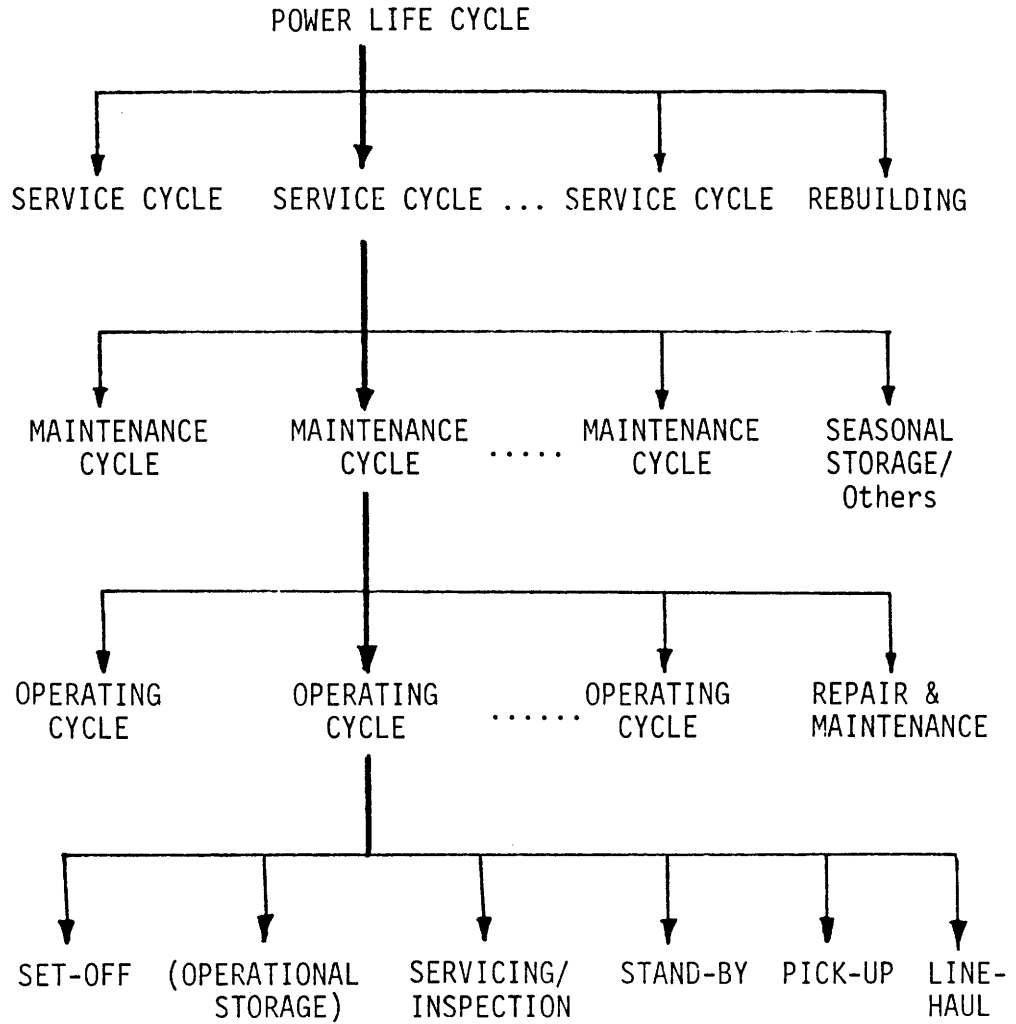 POWER LIFE CYCLE
SERVICE CYCLE SERVICE CYCLE ... SERVICE CYCLE REBUILDING
MAINTENANCE MAINTENANCE MAINTENANCE SEASONAL
CYCLE CYCLE ..... CYCLE STORAGE/
Others
OPERATING OPERATING OPERATING REPAIR &
CYCLE CYCLE ...... CYCLE MAINTENANCE
SET-OFF (OPERATIONAL SERVICING/ STAND-BY PICK-UP LINE-
STORAGE) INSPECTION HAUL